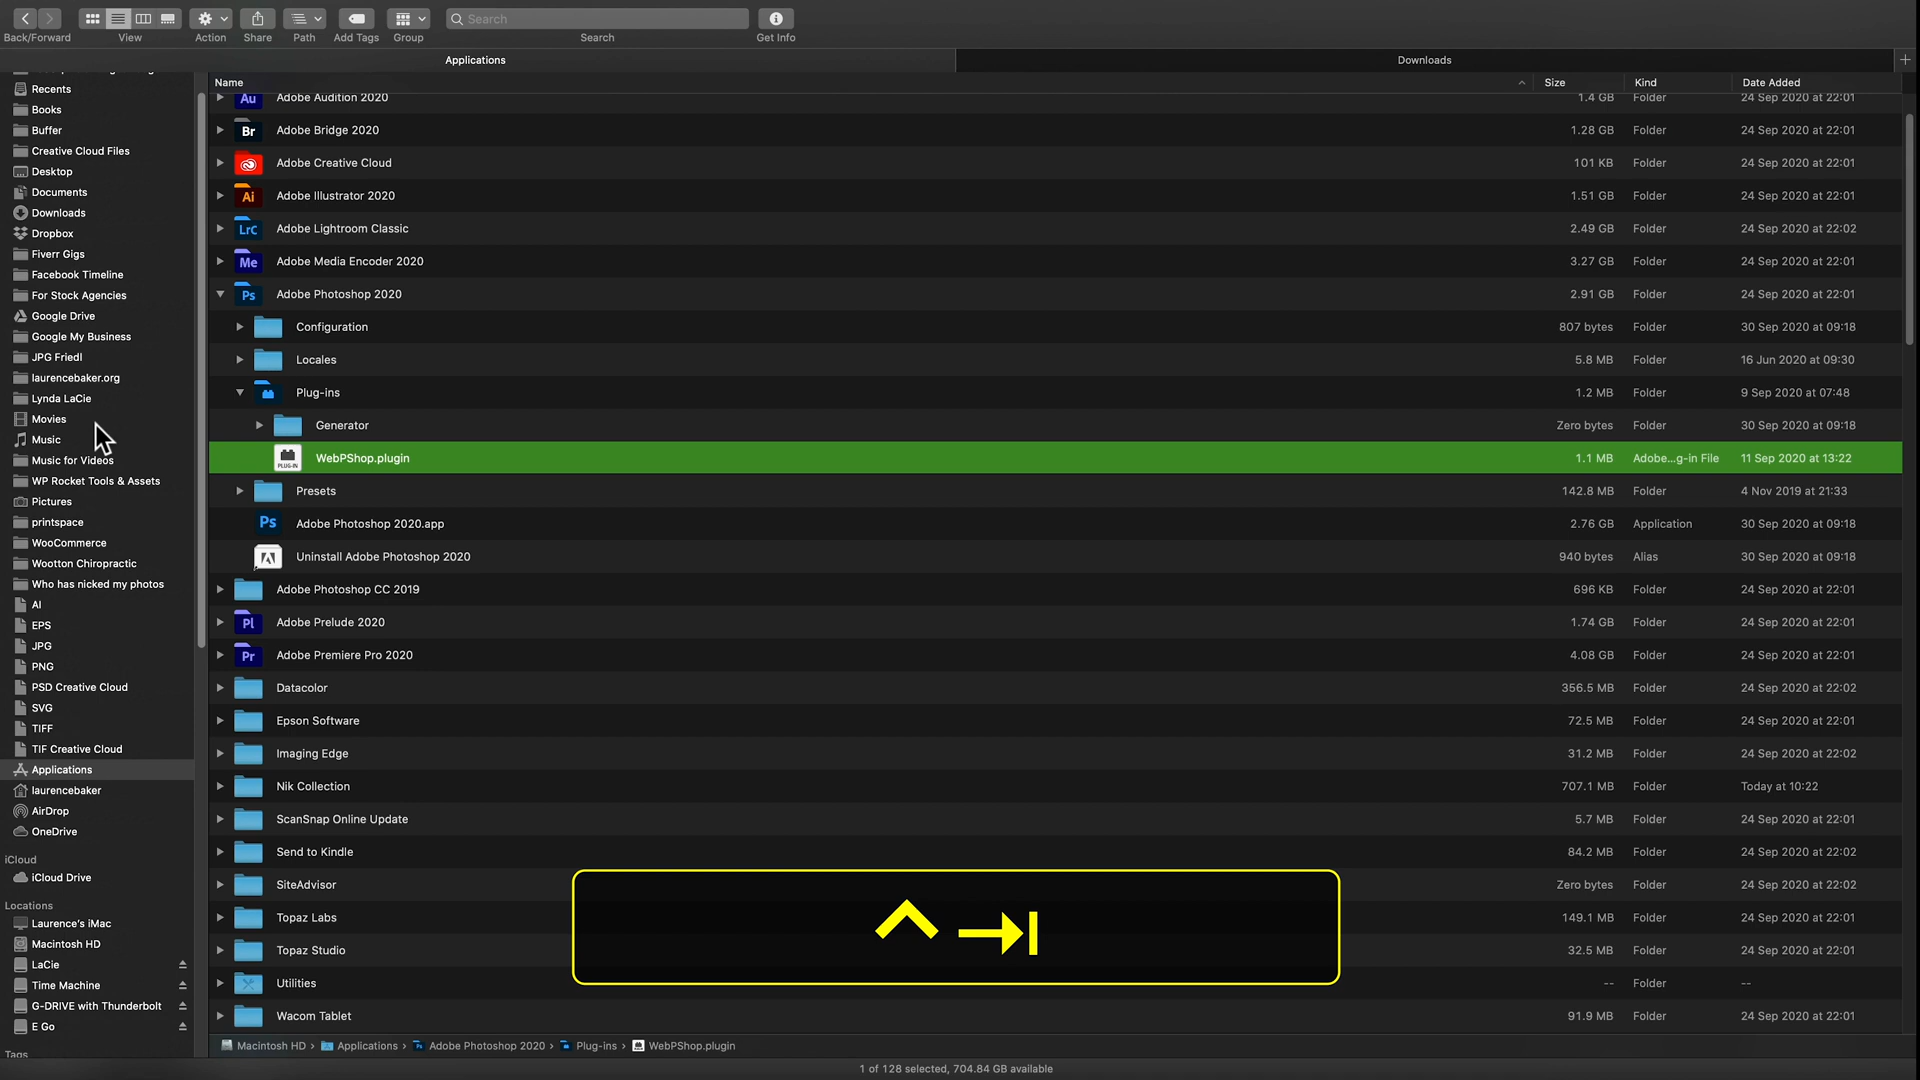 Back/Forward
View
Action
Share
Path
Add Tags
Group
Search
Search
Get Info
Applications
Downloads
Recents
Books
Buffer
Creative Cloud Files
Desktop
Documents
Downloads
Dropbox
Fiverr Gigs
Facebook Timeline
For Stock Agencies
Google Drive
Google My Business
JPG Friedl
laurencebaker.org
Lynda LaCie
Movies
Music
Music for Videos
WP Rocket Tools & Assets
Pictures
printspace
WooCommerce
Wootton Chiropractic
Who has nicked my photos
AI
EPS
JPG
PNG
PSD Creative Cloud
SVG
TIFF
TIF Creative Cloud
Applications
laurencebaker
AirDrop
OneDrive
iCloud
iCloud Drive
Locations
Laurence's iMac
Macintosh HD
LaCie
Time Machine
G-DRIVE with Thunderbolt
E Go
Tags
Name Size Kind Date Added
Au Adobe Audition 2020 1.4 GB Folder 24 Sep 2020 at 22:01
Br Adobe Bridge 2020 1.28 GB Folder 24 Sep 2020 at 22:01
Adobe Creative Cloud 101 KB Folder 24 Sep 2020 at 22:01
Ai Adobe Illustrator 2020 1.51 GB Folder 24 Sep 2020 at 22:01
LrC Adobe Lightroom Classic 2.49 GB Folder 24 Sep 2020 at 22:02
Me Adobe Media Encoder 2020 3.27 GB Folder 24 Sep 2020 at 22:01
Ps Adobe Photoshop 2020 2.91 GB Folder 24 Sep 2020 at 22:01
Configuration 807 bytes Folder 30 Sep 2020 at 09:18
Locales 5.8 MB Folder 16 Jun 2020 at 09:30
Plug-ins 1.2 MB Folder 9 Sep 2020 at 07:48
Generator Zero bytes Folder 30 Sep 2020 at 09:18
PLUG-IN WebPShop.plugin 1.1 MB Adobe...g-in File 11 Sep 2020 at 13:22
Presets 142.8 MB Folder 4 Nov 2019 at 21:33
Ps Adobe Photoshop 2020.app 2.76 GB Application 30 Sep 2020 at 09:18
Uninstall Adobe Photoshop 2020 940 bytes Alias 30 Sep 2020 at 09:18
Adobe Photoshop CC 2019 696 KB Folder 24 Sep 2020 at 22:01
Pl Adobe Prelude 2020 1.74 GB Folder 24 Sep 2020 at 22:01
Pr Adobe Premiere Pro 2020 4.08 GB Folder 24 Sep 2020 at 22:01
Datacolor 356.5 MB Folder 24 Sep 2020 at 22:02
Epson Software 72.5 MB Folder 24 Sep 2020 at 22:01
Imaging Edge 31.2 MB Folder 24 Sep 2020 at 22:02
Nik Collection 707.1 MB Folder Today at 10:22
ScanSnap Online Update 5.7 MB Folder 24 Sep 2020 at 22:01
Send to Kindle 84.2 MB Folder 24 Sep 2020 at 22:02
SiteAdvisor Zero bytes Folder 24 Sep 2020 at 22:02
Topaz Labs 149.1 MB Folder 24 Sep 2020 at 22:01
Topaz Studio 32.5 MB Folder 24 Sep 2020 at 22:01
Utilities -- Folder --
Wacom Tablet 91.9 MB Folder 24 Sep 2020 at 22:01
Macintosh HD › Applications › Adobe Photoshop 2020 › Plug-ins › WebPShop.plugin
1 of 128 selected, 704.84 GB available